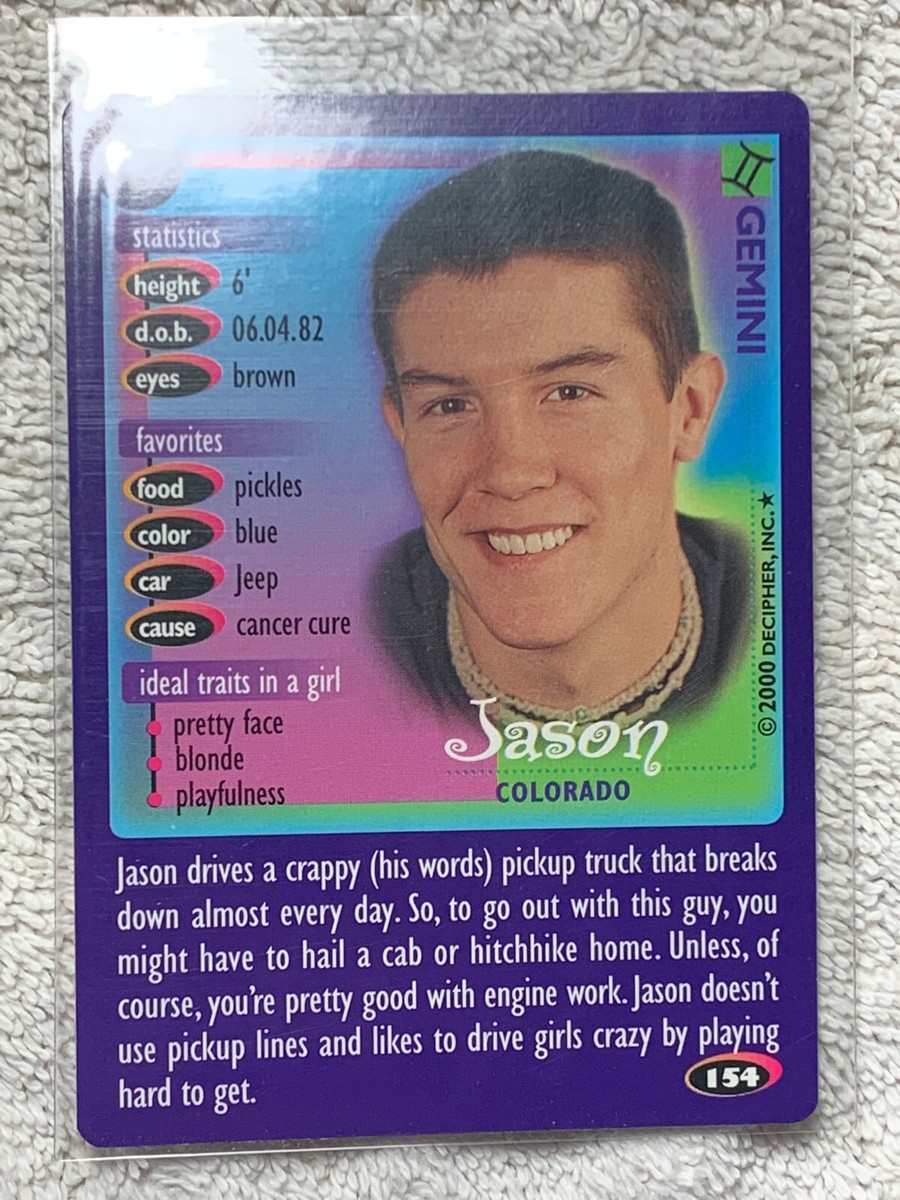 statistics
height 6'
d.o.b. 06.04.82
eyes brown
favorites
food pickles
color blue
car Jeep
cause cancer cure
ideal traits in a girl
pretty face
blonde
playfulness
GEMINI
© 2000 DECIPHER, INC.★
Jason
COLORADO
Jason drives a crappy (his words) pickup truck that breaks
down almost every day. So, to go out with this guy, you
might have to hail a cab or hitchhike home. Unless, of
course, you're pretty good with engine work. Jason doesn't
use pickup lines and likes to drive girls crazy by playing
hard to get.
154